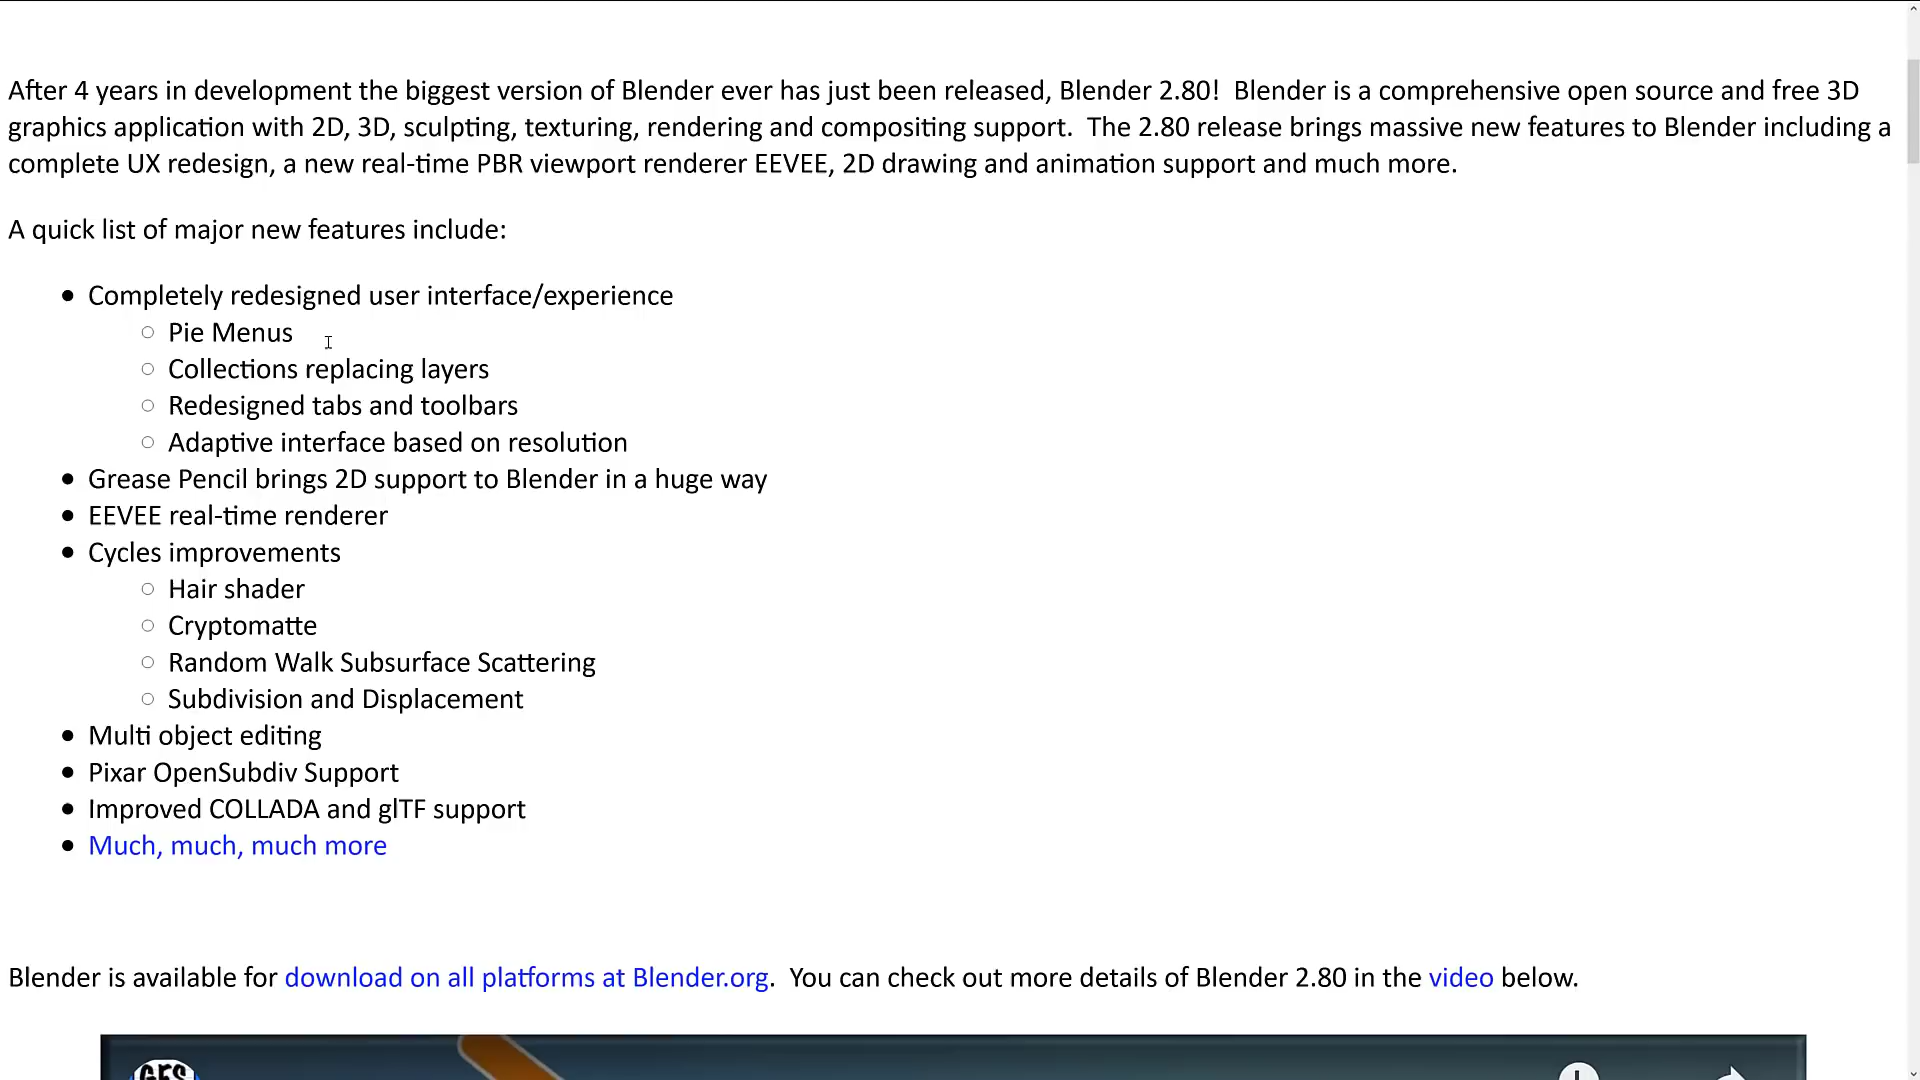 After 4 years in development the biggest version of Blender ever has just been released, Blender 2.80!  Blender is a comprehensive open source and free 3D
graphics application with 2D, 3D, sculpting, texturing, rendering and compositing support.  The 2.80 release brings massive new features to Blender including a
complete UX redesign, a new real-time PBR viewport renderer EEVEE, 2D drawing and animation support and much more.
A quick list of major new features include:
Completely redesigned user interface/experience
Pie Menus
Collections replacing layers
Redesigned tabs and toolbars
Adaptive interface based on resolution
Grease Pencil brings 2D support to Blender in a huge way
EEVEE real-time renderer
Cycles improvements
Hair shader
Cryptomatte
Random Walk Subsurface Scattering
Subdivision and Displacement
Multi object editing
Pixar OpenSubdiv Support
Improved COLLADA and glTF support
Much, much, much more
Blender is available for download on all platforms at Blender.org.  You can check out more details of Blender 2.80 in the video below.
GFS